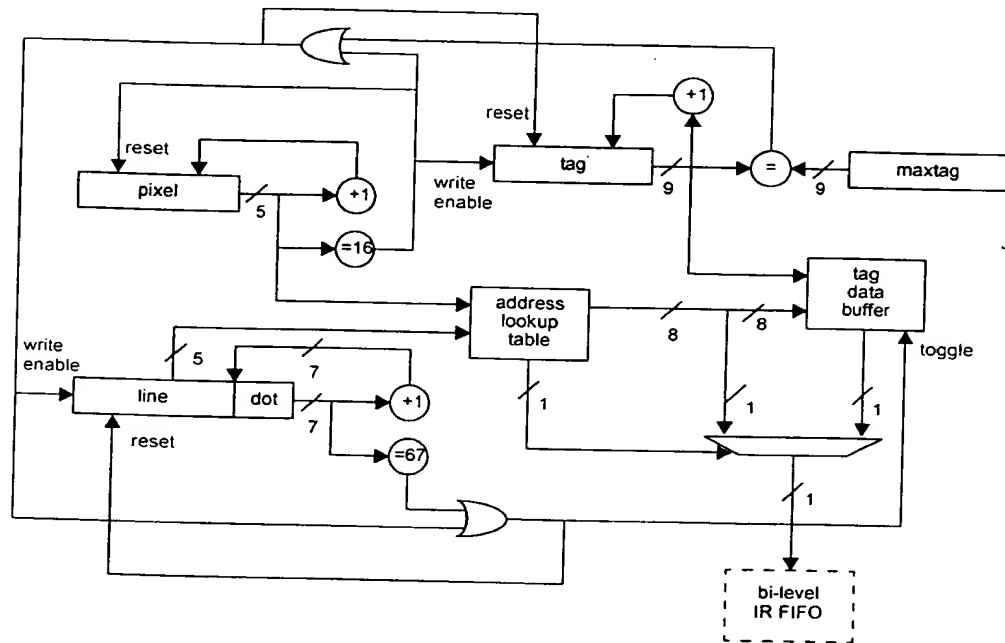 reset
+1
reset
pixel
5
+1
=16
write
enable
tag
9
=
9
maxtag
address
lookup
table
8
8
tag
data
buffer
toggle
write
enable
5
7
line
dot
7
+1
reset
=67
1
1
1
1
bi-level
IR FIFO